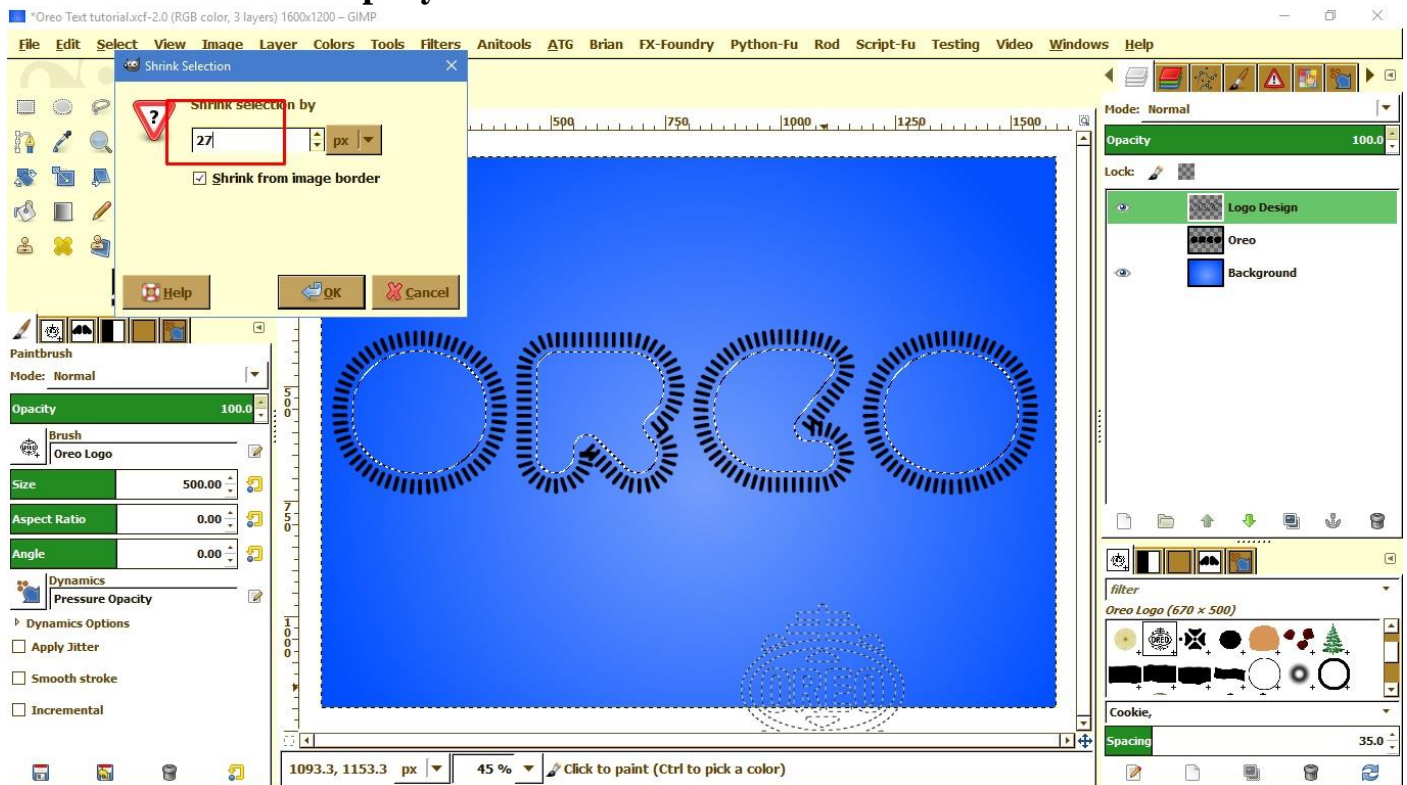 *Oreo Text tutorial.xcf-2.0 (RGB color, 3 layers) 1600x1200 – GIMP
File Edit Select View Image Layer Colors Tools Filters Anitools ATG Brian FX-Foundry Python-Fu Rod Script-Fu Testing Video Windows Help
Shrink Selection
Shrink selection by
27 px
Shrink from image border
Help OK Cancel
500 750 1000 1250 1500
500
750
1000
ORCO
OREO
1093.3, 1153.3 px 45 % Click to paint (Ctrl to pick a color)
Paintbrush
Mode: Normal
Opacity 100.0
Brush
Oreo Logo
Size 500.00
Aspect Ratio 0.00
Angle 0.00
Dynamics
Pressure Opacity
Dynamics Options
Apply Jitter
Smooth stroke
Incremental
Mode: Normal
Opacity 100.0
Lock:
Logo Design
Oreo
Background
filter
Oreo Logo (670 × 500)
Cookie,
Spacing 35.0